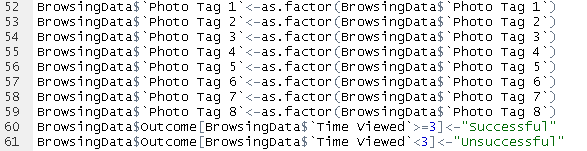 52 BrowsingData$`Photo Tag 1`<-as.factor(BrowsingData$`Photo Tag 1`)
53 BrowsingData$`Photo Tag 2`<-as.factor(BrowsingData$`Photo Tag 2`)
54 BrowsingData$`Photo Tag 3`<-as.factor(BrowsingData$`Photo Tag 3`)
55 BrowsingData$`Photo Tag 4`<-as.factor(BrowsingData$`Photo Tag 4`)
56 BrowsingData$`Photo Tag 5`<-as.factor(BrowsingData$`Photo Tag 5`)
57 BrowsingData$`Photo Tag 6`<-as.factor(BrowsingData$`Photo Tag 6`)
58 BrowsingData$`Photo Tag 7`<-as.factor(BrowsingData$`Photo Tag 7`)
59 BrowsingData$`Photo Tag 8`<-as.factor(BrowsingData$`Photo Tag 8`)
60 BrowsingData$Outcome[BrowsingData$`Time Viewed`>=3]<-"Successful"
61 BrowsingData$Outcome[BrowsingData$`Time Viewed`<3]<-"Unsuccessful"